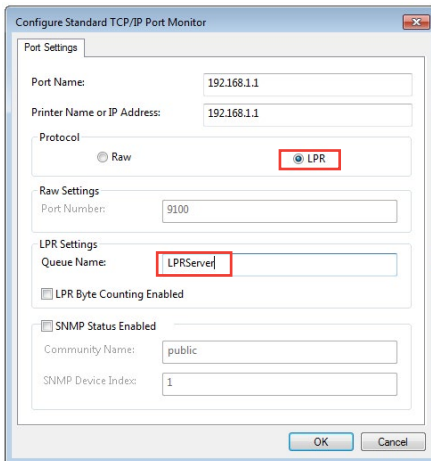 Configure Standard TCP/IP Port Monitor
Port Settings
Port Name: 192.168.1.1
Printer Name or IP Address: 192.168.1.1
Protocol
Raw LPR
Raw Settings
Port Number: 9100
LPR Settings
Queue Name: LPRServer
LPR Byte Counting Enabled
SNMP Status Enabled
Community Name: public
SNMP Device Index: 1
OK Cancel